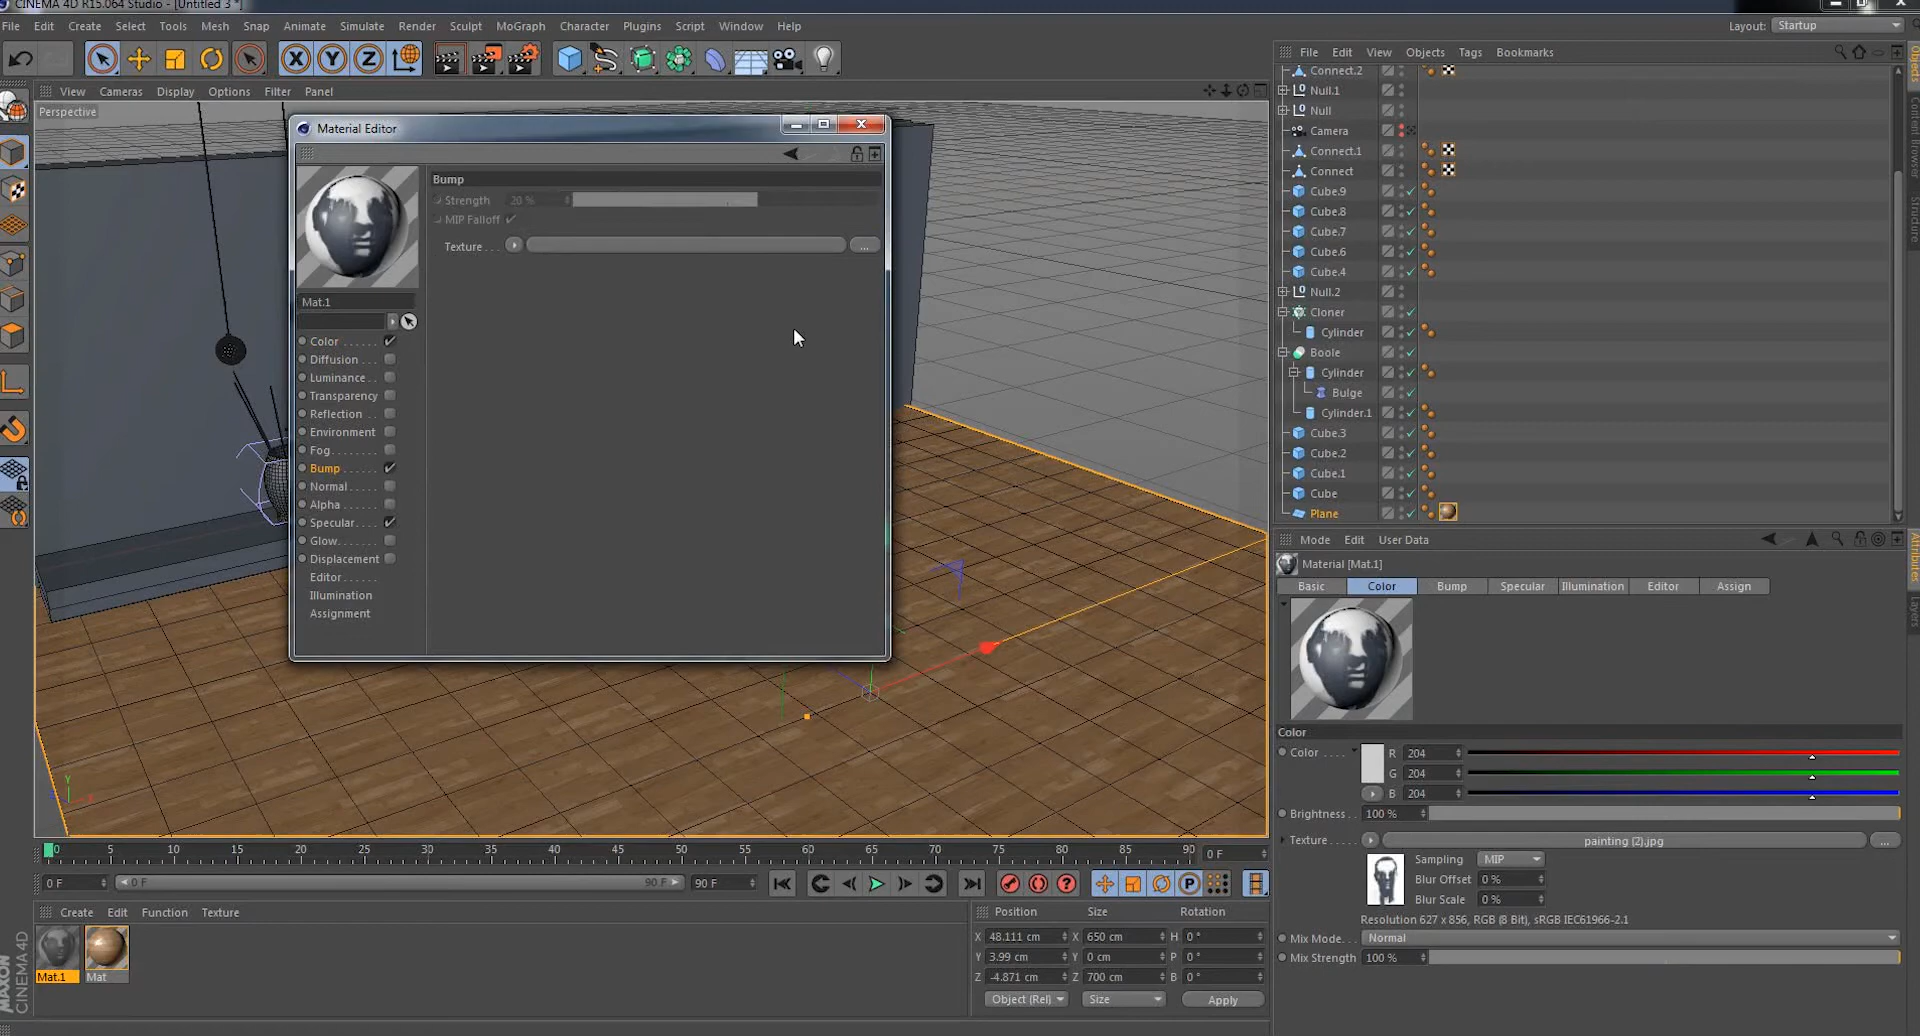 CINEMA 4D R15.064 Studio - [Untitled 3 *]
File Edit Create Select Tools Mesh Snap Animate Simulate Render Sculpt MoGraph Character Plugins Script Window Help
Layout: Startup
View Cameras Display Options Filter Panel
Perspective
Material Editor
Bump
Strength 20 %
MIP Falloff
Texture . . . ...
Mat.1
Color
Diffusion
Luminance
Transparency
Reflection
Environment
Fog
Bump
Normal
Alpha
Specular
Glow
Displacement
Editor
Illumination
Assignment
Y
X
0 5 10 15 20 25 30 35 40 45 50 55 60 65 70 75 80 85 90 0 F
0 F 0 F 90 F 90 F
Create Edit Function Texture
Mat.1 Mat
MAXON CINEMA 4D
Position Size Rotation
X 48.111 cm X 650 cm H 0 °
Y 3.99 cm Y 0 cm P 0 °
Z -4.871 cm Z 700 cm B 0 °
Object (Rel) Size Apply
File Edit View Objects Tags Bookmarks
Connect.2
Null.1
Null
Camera
Connect.1
Connect
Cube.9
Cube.8
Cube.7
Cube.6
Cube.4
Null.2
Cloner
Cylinder
Boole
Cylinder
Bulge
Cylinder.1
Cube.3
Cube.2
Cube.1
Cube
Plane
Objects
Content Browser
Structure
Mode Edit User Data
Material [Mat.1]
Basic Color Bump Specular Illumination Editor Assign
Color
Color . . . . R 204
G 204
B 204
Brightness . . 100 %
Texture . . . . painting (2).jpg ...
Sampling MIP
Blur Offset 0 %
Blur Scale 0 %
Resolution 627 x 856, RGB (8 Bit), sRGB IEC61966-2.1
Mix Mode. . . Normal
Mix Strength 100 %
Attributes
Layers